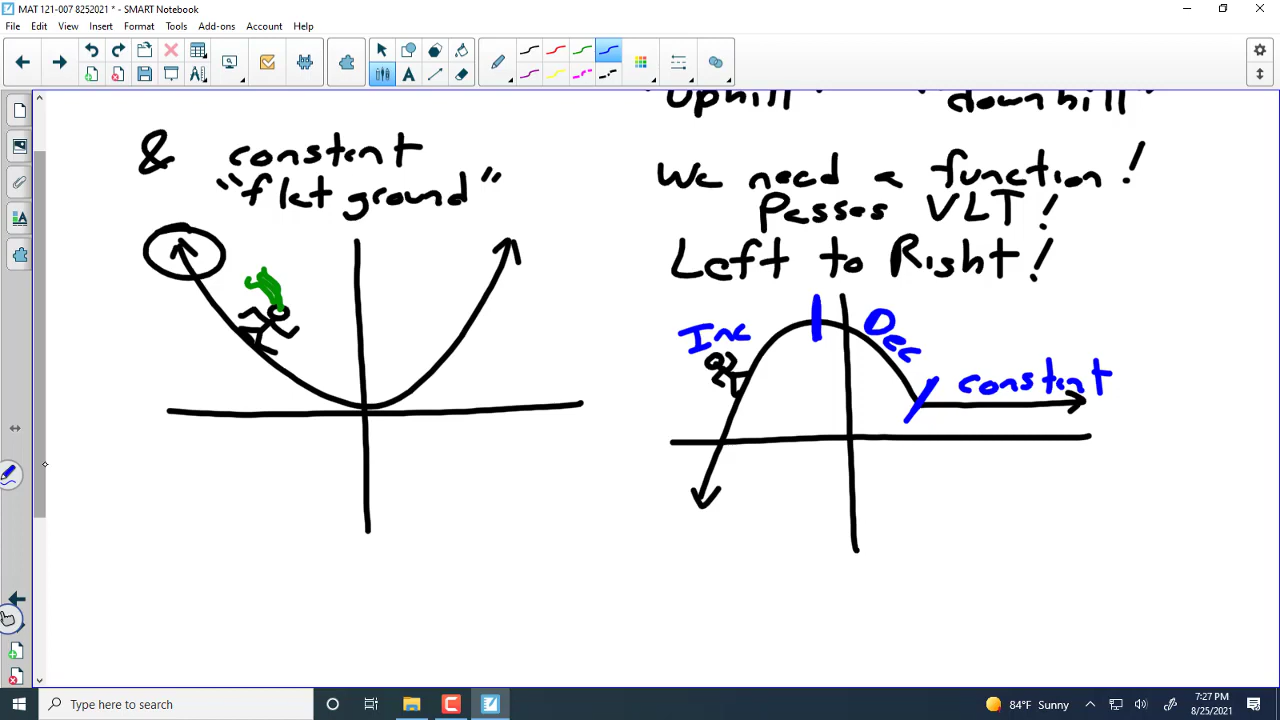 MAT 121-007 8252021 * - SMART Notebook
File Edit View Insert Format Tools Add-ons Account Help
"Uphill" "downhill"
& constant
"flat ground"
We need a function!
Passes VLT!
Left to Right!
Inc
Dec
constant
Type here to search
84°F Sunny
7:27 PM
8/25/2021